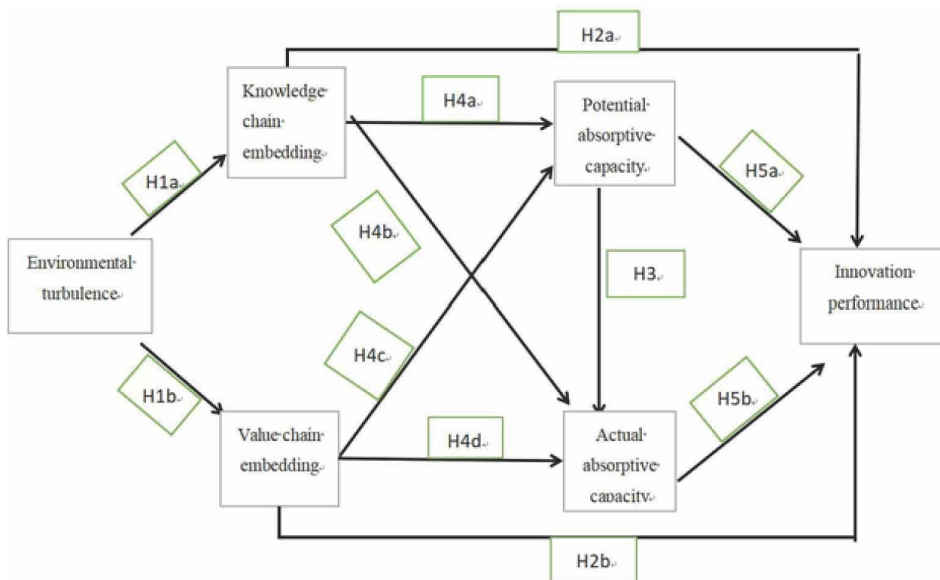 H2a
Knowledge
chain
embedding
H4a
Potential
absorptive
capacity
H1a
H5a
H4b
Environmental
turbulence
H3
Innovation
performance
H4c
H1b
H5b
Value chain
embedding
H4d
Actual
absorptive
capacity
H2b